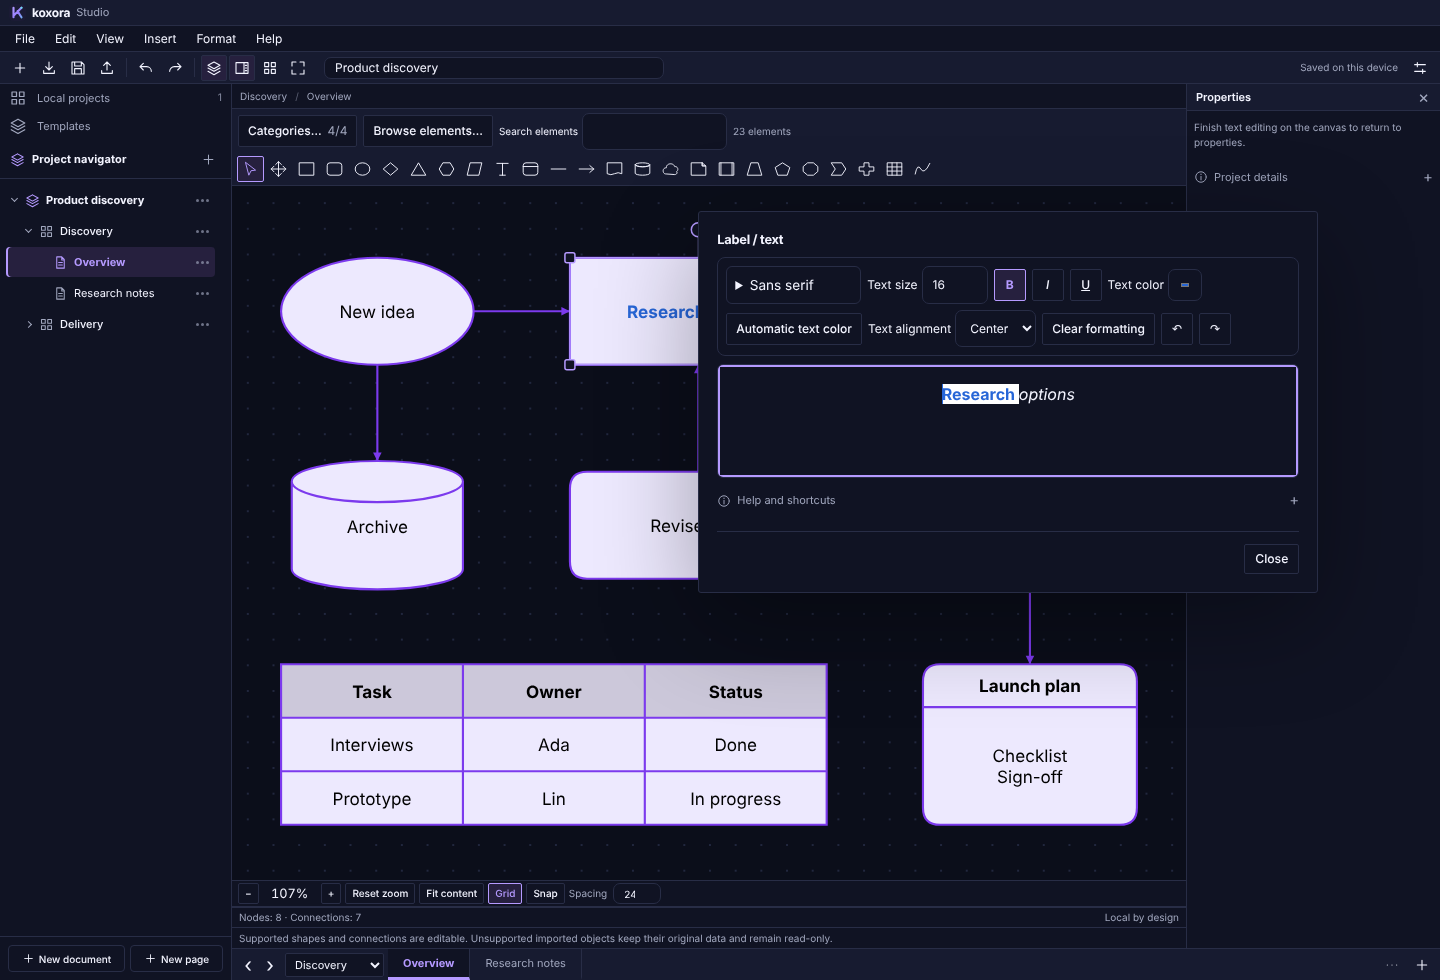 koxora Studio
File Edit View Insert Format Help
Product discovery
Saved on this device
Local projects 1
Templates
Project navigator
Product discovery
Discovery
Overview
Research notes
Delivery
New document
New page
Discovery / Overview
Categories... 4/4
Browse elements...
Search elements
23 elements
Properties
Finish text editing on the canvas to return to
properties.
Project details
New idea
Research
Archive
Revise
Label / text
Sans serif
Text size 16
B I U
Text color
Automatic text color
Text alignment Center
Clear formatting
Research options
Help and shortcuts
Close
Task Owner Status
Interviews Ada Done
Prototype Lin In progress
Launch plan
Checklist
Sign-off
107%
Reset zoom
Fit content
Grid
Snap
Spacing 24
Nodes: 8 · Connections: 7
Local by design
Supported shapes and connections are editable. Unsupported imported objects keep their original data and remain read-only.
Discovery
Overview
Research notes